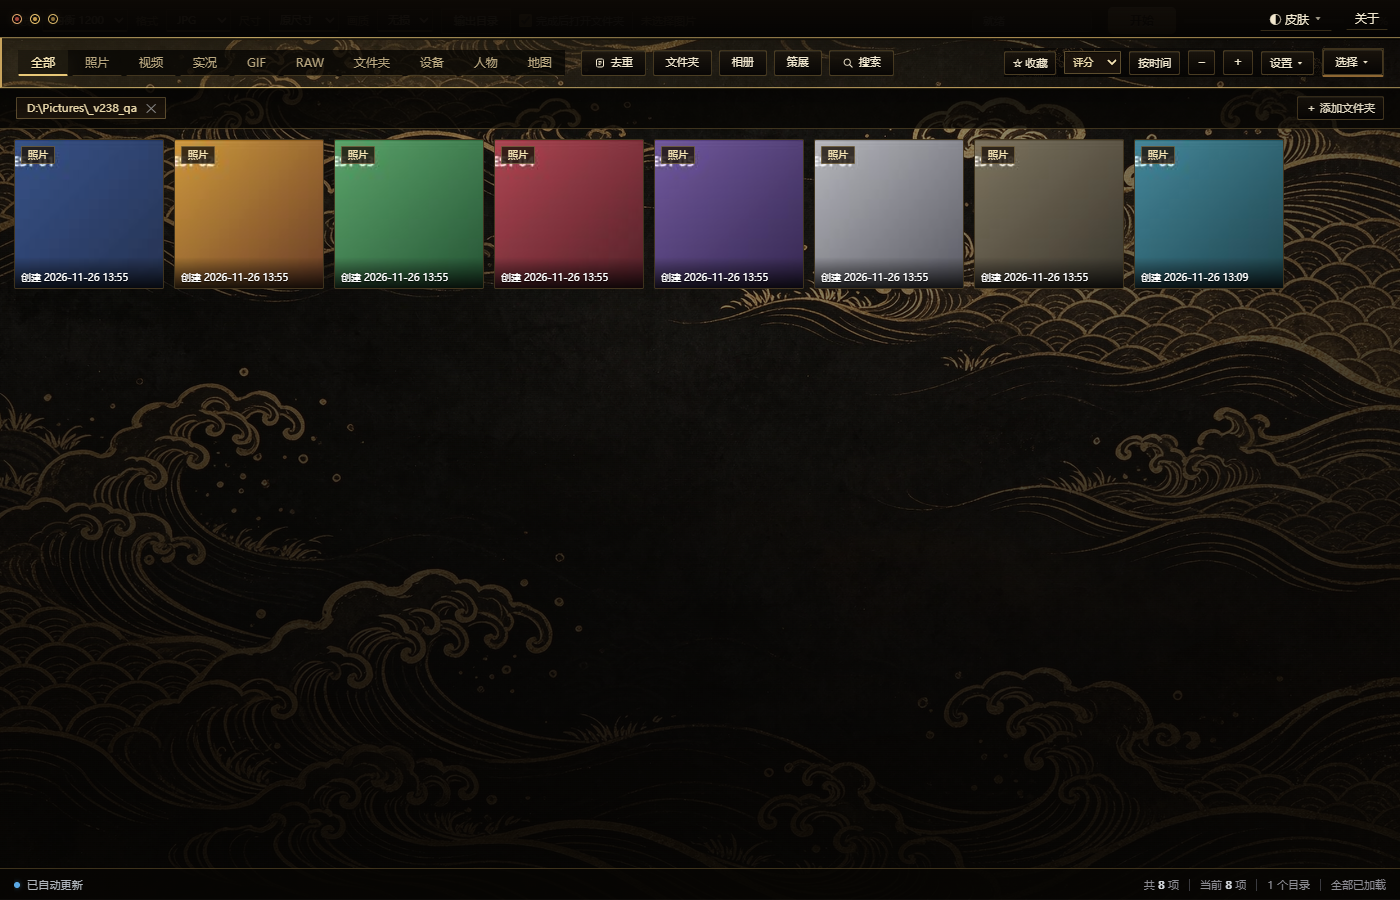 皮肤 关于
全部 照片 视频 实况 GIF RAW 文件夹 设备 人物 地图 去重 文件夹 相册 策展 搜索 ☆收藏 评分 按时间 − + 设置 选择
D:\Pictures\_v238_qa + 添加文件夹
照片 照片 照片 照片 照片 照片 照片 照片
创建 2026-11-26 13:55 创建 2026-11-26 13:55 创建 2026-11-26 13:55 创建 2026-11-26 13:55 创建 2026-11-26 13:55 创建 2026-11-26 13:55 创建 2026-11-26 13:55 创建 2026-11-26 13:09
已自动更新 共 8 项 当前 8 项 1 个目录 全部已加载